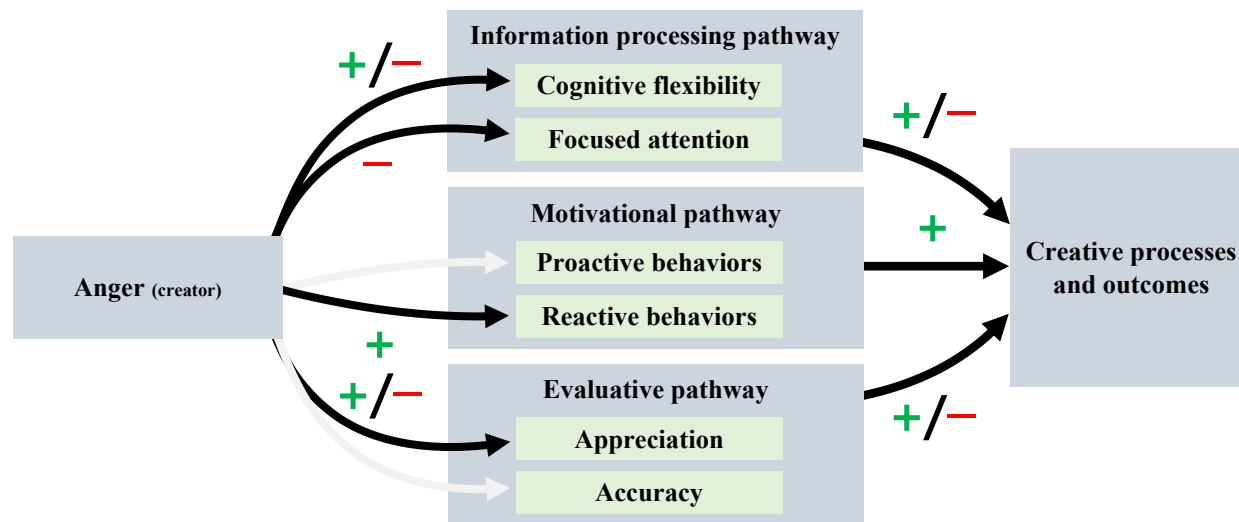 Information processing pathway
+/−
Cognitive flexibility
Focused attention
−
+/−
Motivational pathway
+
Anger (creator)
Proactive behaviors
Reactive behaviors
Creative processes
and outcomes
+
+/−
Evaluative pathway
+/−
Appreciation
Accuracy